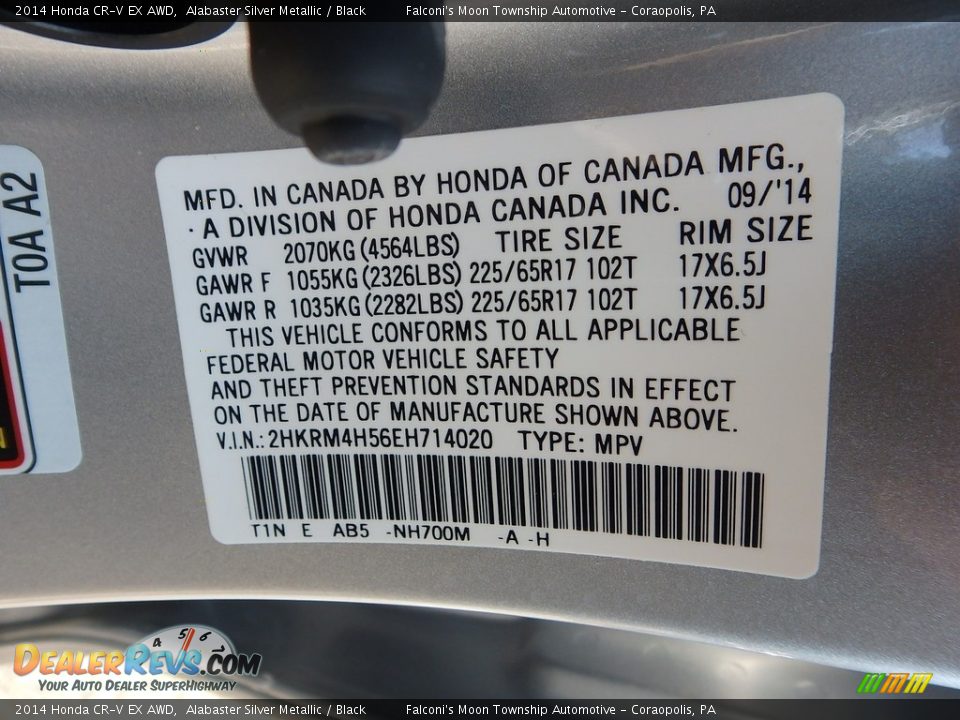 2014 Honda CR-V EX AWD,  Alabaster Silver Metallic / Black    Falconi's Moon Township Automotive - Coraopolis, PA
T0A A2
MFD. IN CANADA BY HONDA OF CANADA MFG.,
A DIVISION OF HONDA CANADA INC.  09/'14
GVWR  2070KG (4564LBS)  TIRE SIZE  RIM SIZE
GAWR F  1055KG (2326LBS) 225/65R17 102T  17X6.5J
GAWR R  1035KG (2282LBS) 225/65R17 102T  17X6.5J
THIS VEHICLE CONFORMS TO ALL APPLICABLE
FEDERAL MOTOR VEHICLE SAFETY
AND THEFT PREVENTION STANDARDS IN EFFECT
ON THE DATE OF MANUFACTURE SHOWN ABOVE.
V.I.N.: 2HKRM4H56EH714020  TYPE: MPV
T1N  E  AB5  -NH700M  -A -H
4 5 6
DealerRevs.com
Your Auto Dealer SuperHighway
2014 Honda CR-V EX AWD,  Alabaster Silver Metallic / Black    Falconi's Moon Township Automotive - Coraopolis, PA